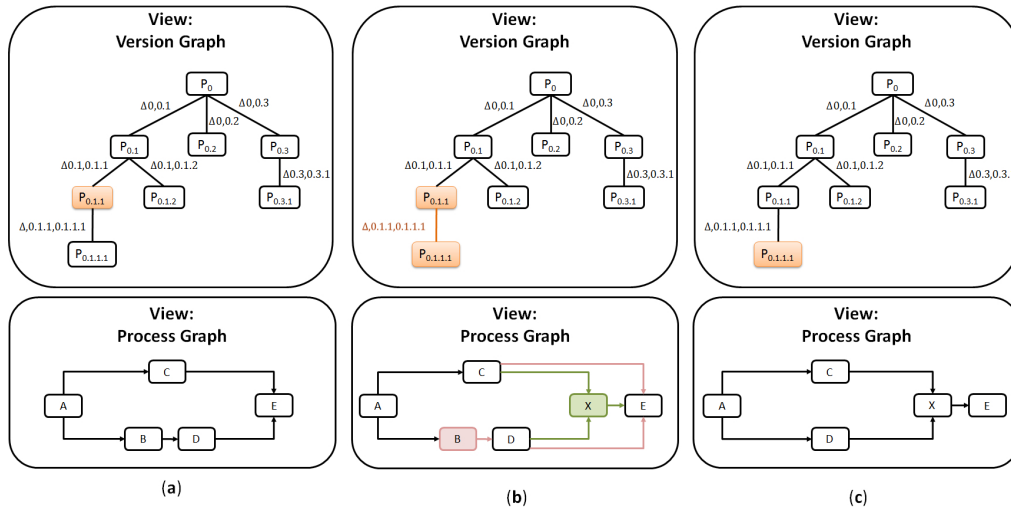 View:
Version Graph
P0
Δ0,0.1
Δ0,0.2
Δ0,0.3
P0.1
P0.2
P0.3
Δ0.1,0.1.1
Δ0.1,0.1.2
Δ0.3,0.3.1
P0.1.1
P0.1.2
P0.3.1
Δ,0.1.1,0.1.1.1
P0.1.1.1
View:
Process Graph
C
A
E
B
D
(a)
View:
Version Graph
P0
Δ0,0.1
Δ0,0.2
Δ0,0.3
P0.1
P0.2
P0.3
Δ0.1,0.1.1
Δ0.1,0.1.2
Δ0.3,0.3.1
P0.1.1
P0.1.2
P0.3.1
Δ,0.1.1,0.1.1.1
P0.1.1.1
View:
Process Graph
C
A
X
E
B
D
(b)
View:
Version Graph
P0
Δ0,0.1
Δ0,0.2
Δ0,0.3
P0.1
P0.2
P0.3
Δ0.1,0.1.1
Δ0.1,0.1.2
Δ0.3,0.3.
P0.1.1
P0.1.2
P0.3.1
Δ,0.1.1,0.1.1.1
P0.1.1.1
View:
Process Graph
C
A
X
E
D
(c)